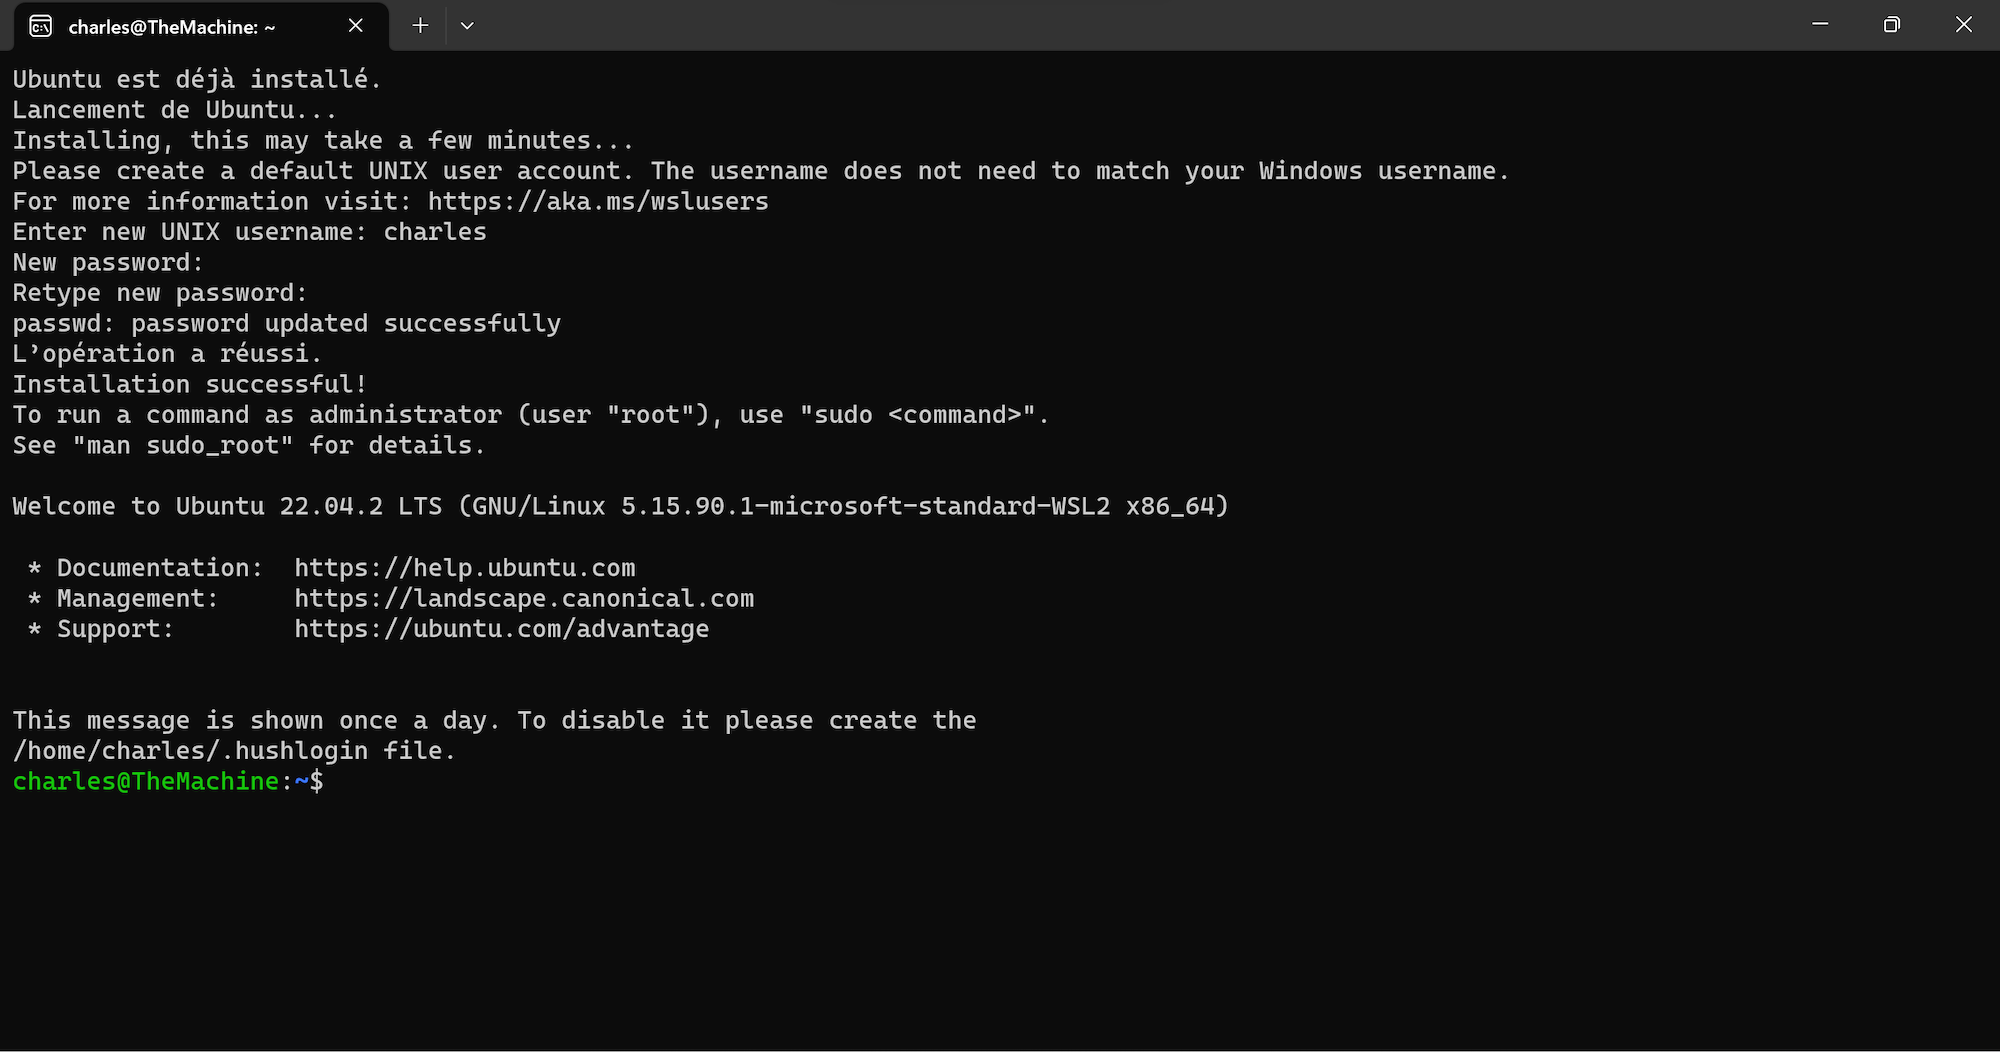 charles@TheMachine: ~
Ubuntu est déjà installé.
Lancement de Ubuntu...
Installing, this may take a few minutes...
Please create a default UNIX user account. The username does not need to match your Windows username.
For more information visit: https://aka.ms/wslusers
Enter new UNIX username: charles
New password:
Retype new password:
passwd: password updated successfully
L’opération a réussi.
Installation successful!
To run a command as administrator (user "root"), use "sudo <command>".
See "man sudo_root" for details.

Welcome to Ubuntu 22.04.2 LTS (GNU/Linux 5.15.90.1-microsoft-standard-WSL2 x86_64)

 * Documentation:  https://help.ubuntu.com
 * Management:     https://landscape.canonical.com
 * Support:        https://ubuntu.com/advantage

This message is shown once a day. To disable it please create the
/home/charles/.hushlogin file.
charles@TheMachine:~$